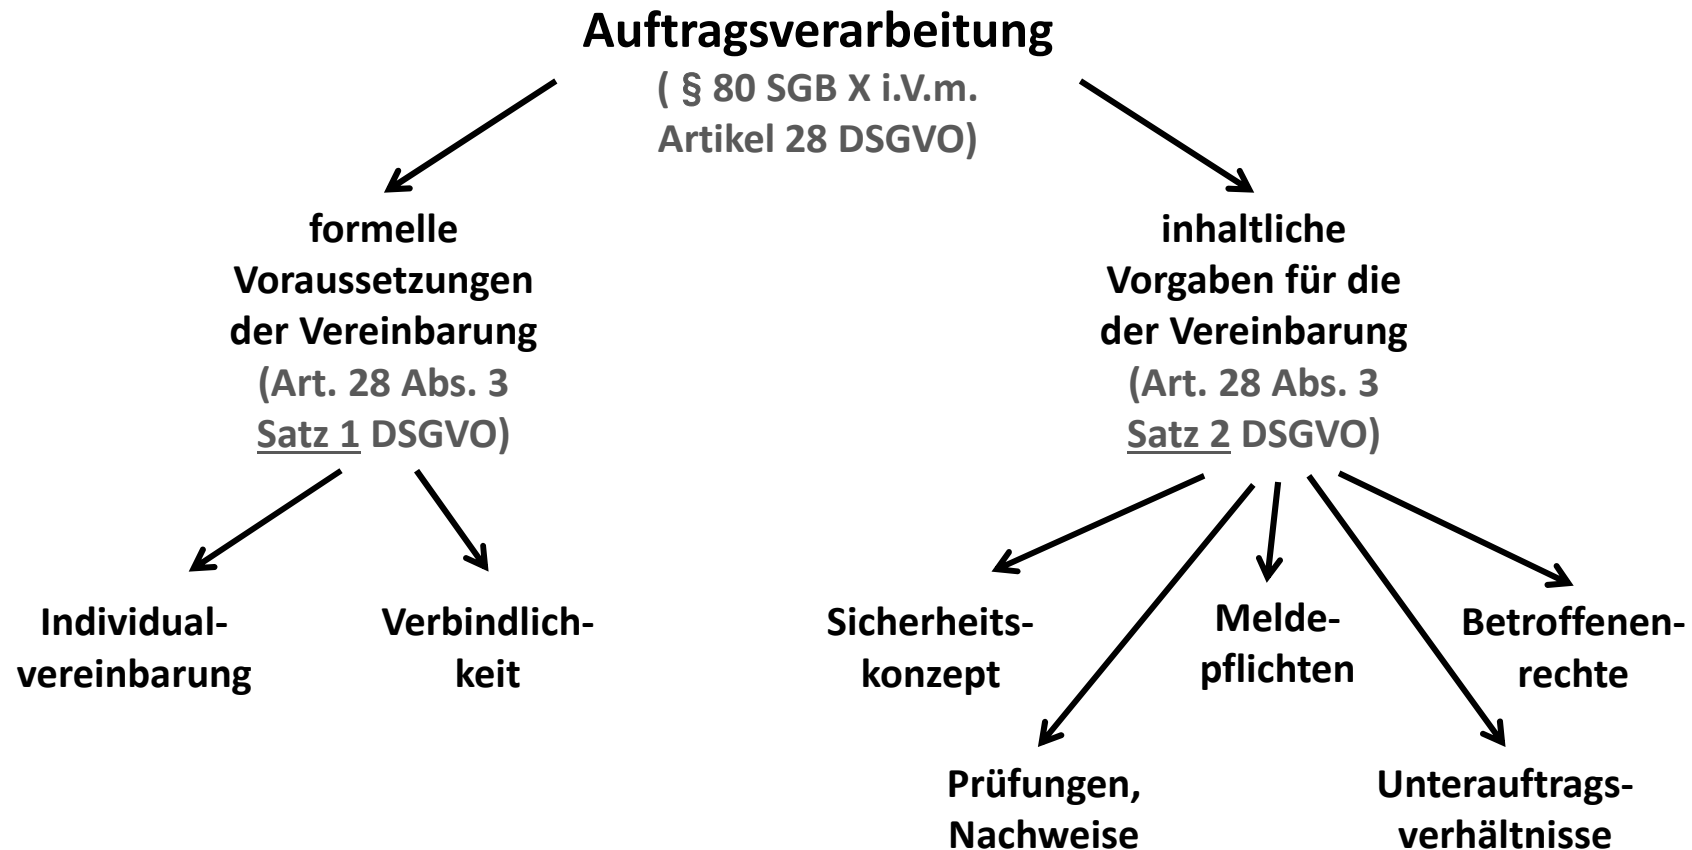 Auftragsverarbeitung
( § 80 SGB X i.V.m.
Artikel 28 DSGVO)
formelle
Voraussetzungen
der Vereinbarung
(Art. 28 Abs. 3
Satz 1 DSGVO)
inhaltliche
Vorgaben für die
der Vereinbarung
(Art. 28 Abs. 3
Satz 2 DSGVO)
Individual-
vereinbarung
Verbindlich-
keit
Sicherheits-
konzept
Melde-
pflichten
Betroffenen-
rechte
Prüfungen,
Nachweise
Unterauftrags-
verhältnisse